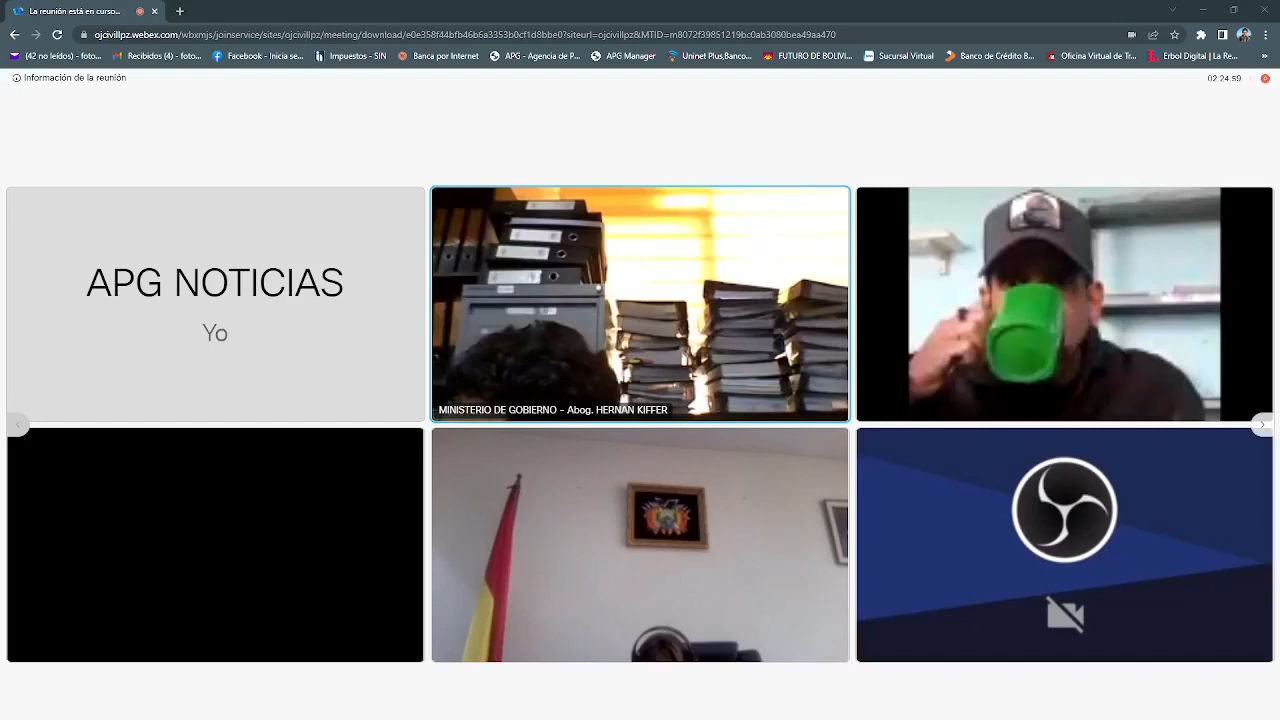 La reunión está en curso...
ojcivillpz.webex.com/wbxmjs/joinservice/sites/ojcivillpz/meeting/download/e0e358f44bfb45b6a3353b0cf1d8bbe0?siteurl=ojcivillpz&MTID=m8072f39851219bc0ab3080bea49aa470
(42 no leídos) - foto...
Recibidos (4) - foto...
Facebook - Inicia se...
Impuestos - SIN
Banca por Internet
APG - Agencia de P...
APG Manager
Uninet Plus,Banco...
FUTURO DE BOLIVI...
Sucursal Virtual
Banco de Crédito B...
Oficina Virtual de Tr...
Erbol Digital | La Re...
Información de la reunión
02:24:59
APG NOTICIAS
Yo
MINISTERIO DE GOBIERNO - Abog. HERNAN KIFFER